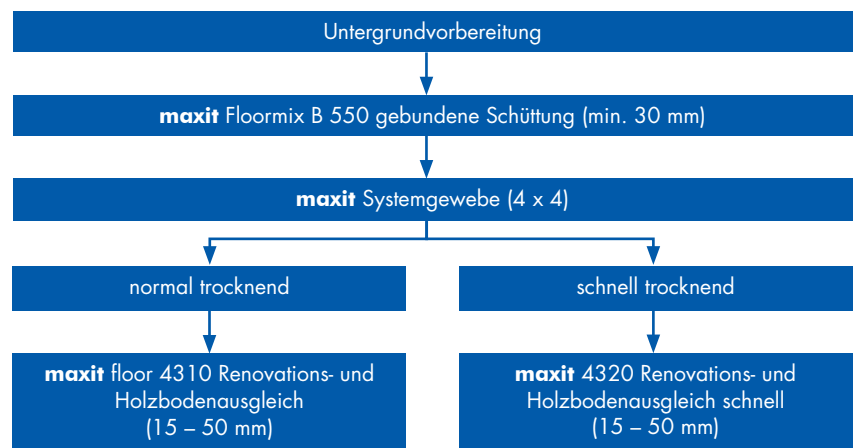 Untergrundvorbereitung
maxit Floormix B 550 gebundene Schüttung (min. 30 mm)
maxit Systemgewebe (4 x 4)
normal trocknend
schnell trocknend
maxit floor 4310 Renovations- und
Holzbodenausgleich
(15 – 50 mm)
maxit 4320 Renovations- und
Holzbodenausgleich schnell
(15 – 50 mm)